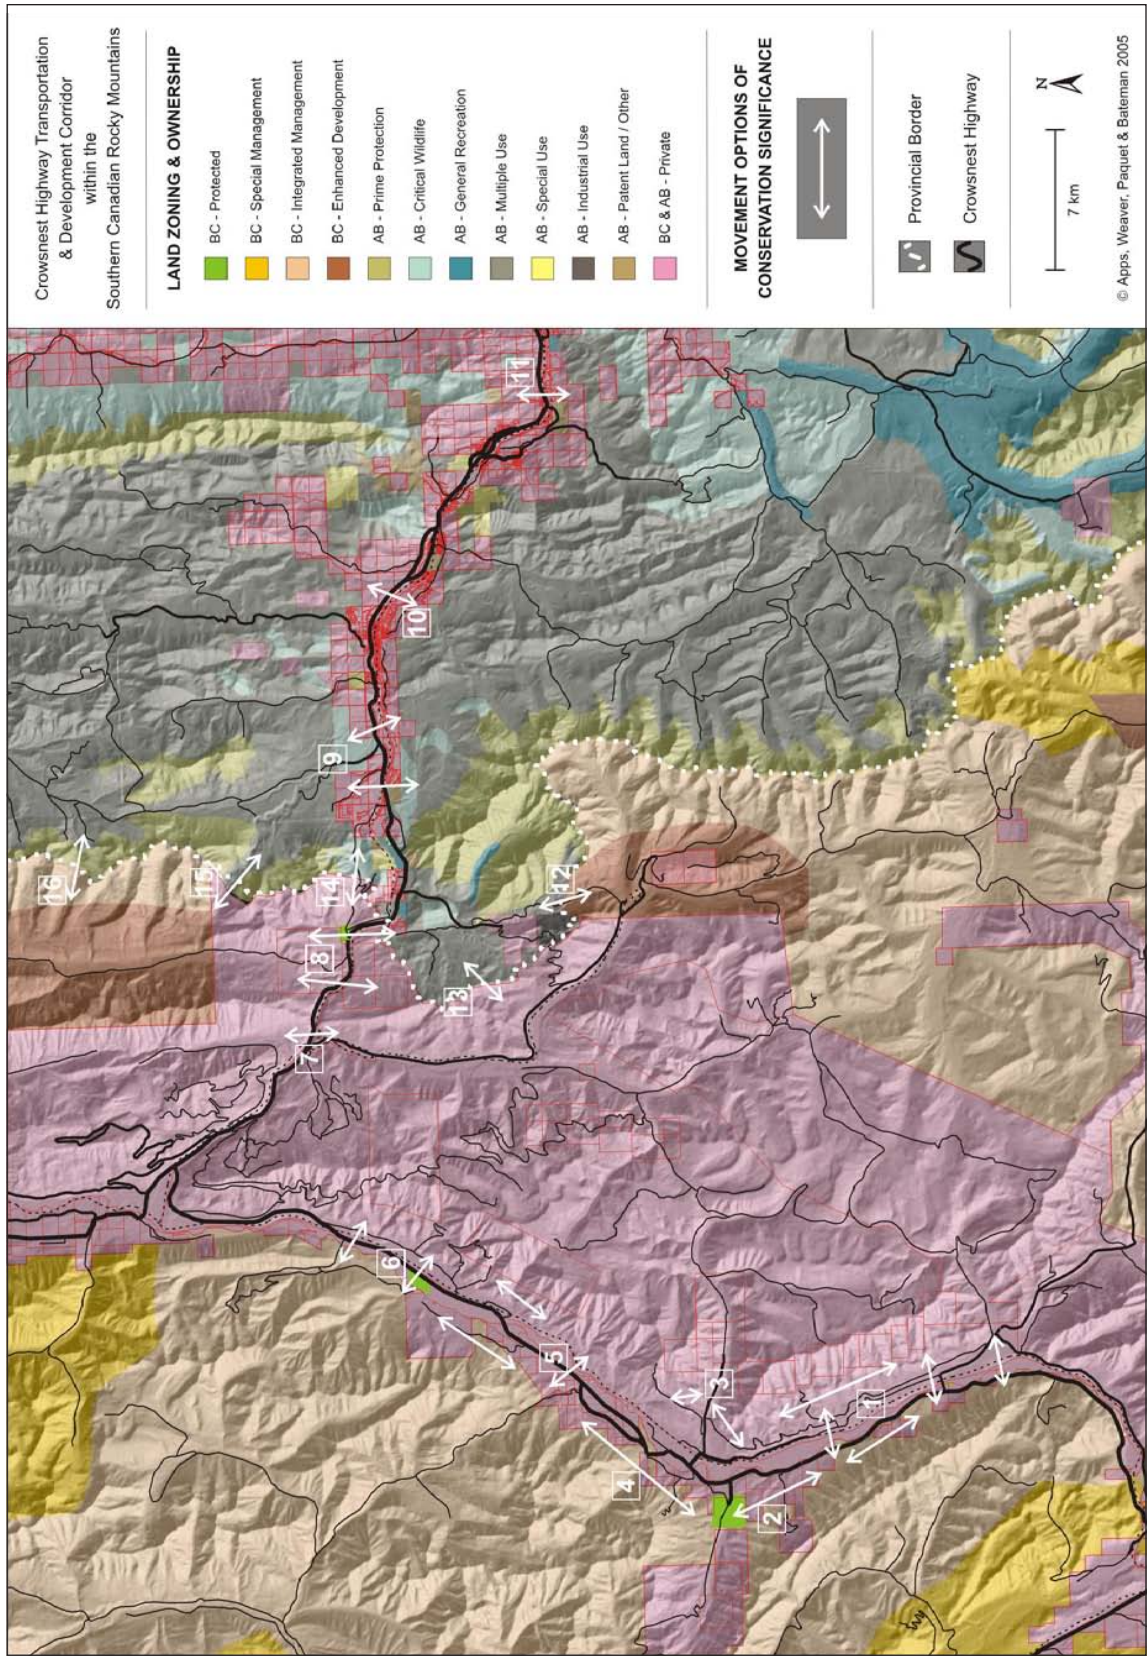 Crowsnest Highway Transportation
& Development Corridor
within the
Southern Canadian Rocky Mountains
LAND ZONING & OWNERSHIP
BC - Protected
BC - Special Management
BC - Integrated Management
BC - Enhanced Development
AB - Prime Protection
AB - Critical Wildlife
AB - General Recreation
AB - Multiple Use
AB - Special Use
AB - Industrial Use
AB - Patent Land / Other
BC & AB - Private
MOVEMENT OPTIONS OF
CONSERVATION SIGNIFICANCE
Provincial Border
Crowsnest Highway
7 km
N
© Apps, Weaver, Paquet & Bateman 2005
1
2
3
4
5
6
7
8
9
10
11
12
13
14
15
16